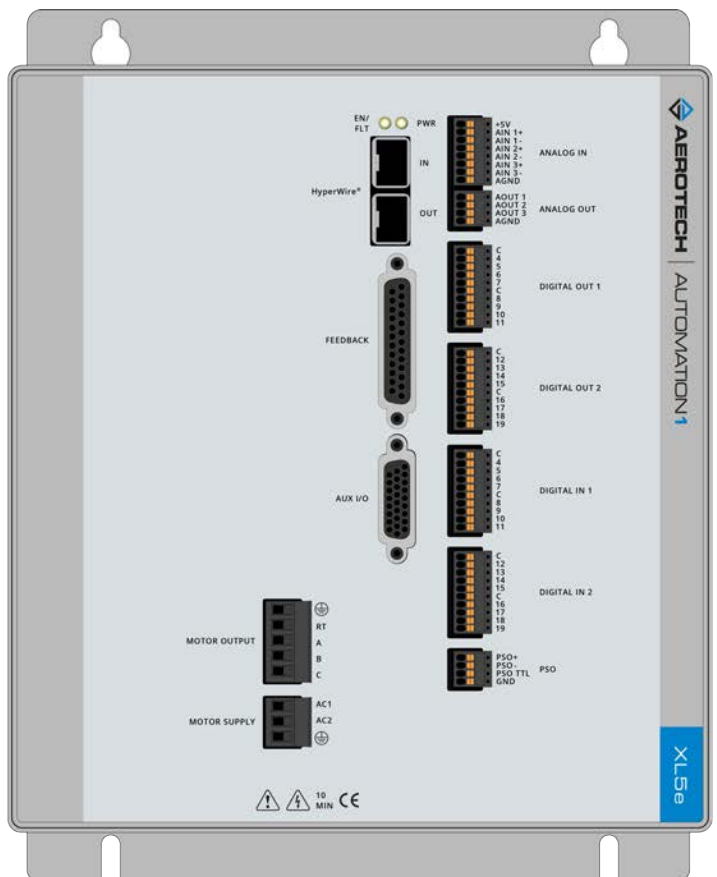 EN/
FLT
PWR
IN
HyperWire®
OUT
FEEDBACK
AUX I/O
MOTOR OUTPUT
RT
A
B
C
MOTOR SUPPLY
AC1
AC2
10
MIN
CE
+5V
AIN 1+
AIN 1-
AIN 2+
AIN 2-
AIN 3+
AIN 3-
AGND
ANALOG IN
AOUT 1
AOUT 2
AOUT 3
AGND
ANALOG OUT
C
4
5
6
7
C
8
9
10
11
DIGITAL OUT 1
C
12
13
14
15
C
16
17
18
19
DIGITAL OUT 2
C
4
5
6
7
C
8
9
10
11
DIGITAL IN 1
C
12
13
14
15
C
16
17
18
19
DIGITAL IN 2
PSO+
PSO-
PSO TTL
GND
PSO
AEROTECH | AUTOMATION1
XL5e